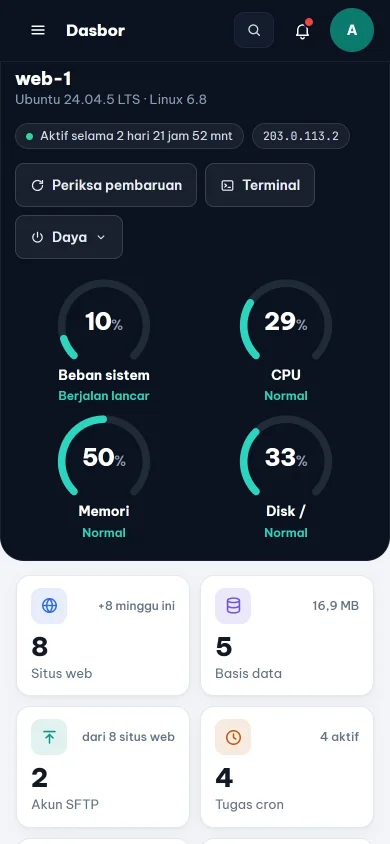 Dasbor
A
web-1
Ubuntu 24.04.5 LTS · Linux 6.8
Aktif selama 2 hari 21 jam 52 mnt
203.0.113.2
Periksa pembaruan
Terminal
Daya
10%
29%
Beban sistem
CPU
Berjalan lancar
Normal
50%
33%
Memori
Disk /
Normal
Normal
+8 minggu ini
16,9 MB
8
5
Situs web
Basis data
dari 8 situs web
4 aktif
2
4
Akun SFTP
Tugas cron